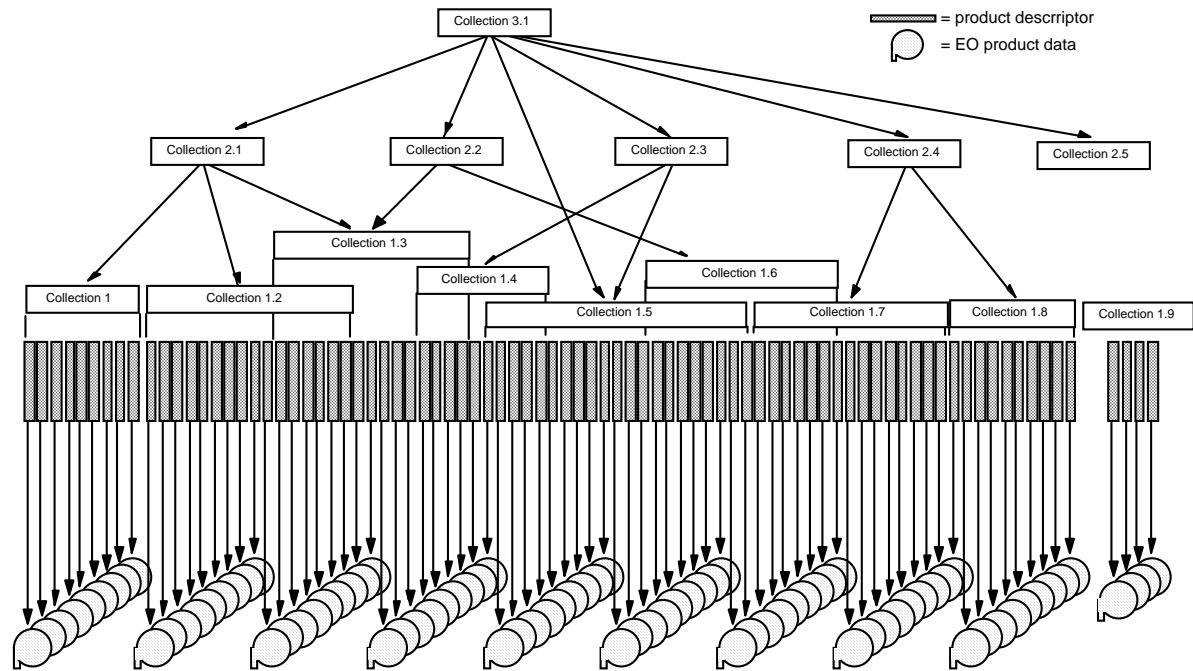 Collection 3.1
= product descrriptor
= EO product data
Collection 2.1
Collection 2.2
Collection 2.3
Collection 2.4
Collection 2.5
Collection 1.3
Collection 1.4
Collection 1.6
Collection 1
Collection 1.2
Collection 1.5
Collection 1.7
Collection 1.8
Collection 1.9